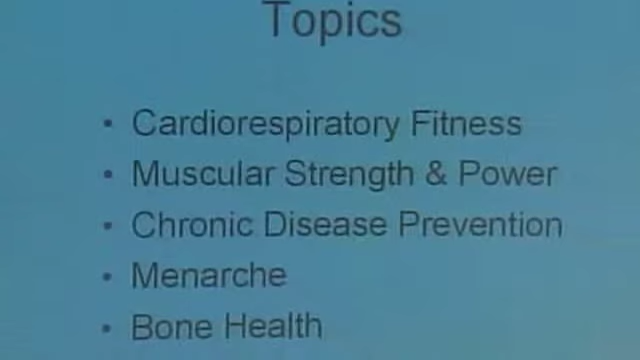 Topics
• Cardiorespiratory Fitness
• Muscular Strength & Power
• Chronic Disease Prevention
• Menarche
• Bone Health